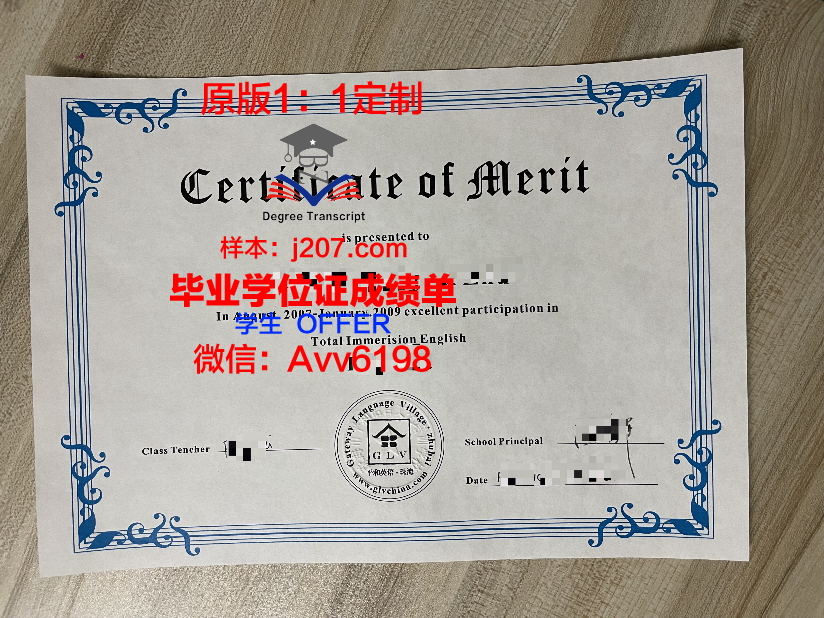 原版1：1定制
Certificate of Merit
Degree Transcript
is presented to
样本：j207.com
毕业学位证成绩单
In August, 2007-January, 2009 excellent participation in
学生 OFFER
Total Immerision English
微信：Avv6198
Gateway Language Village · zhuhai
GLV
www.glvchina.com
Class Tencher
School Principal
Date